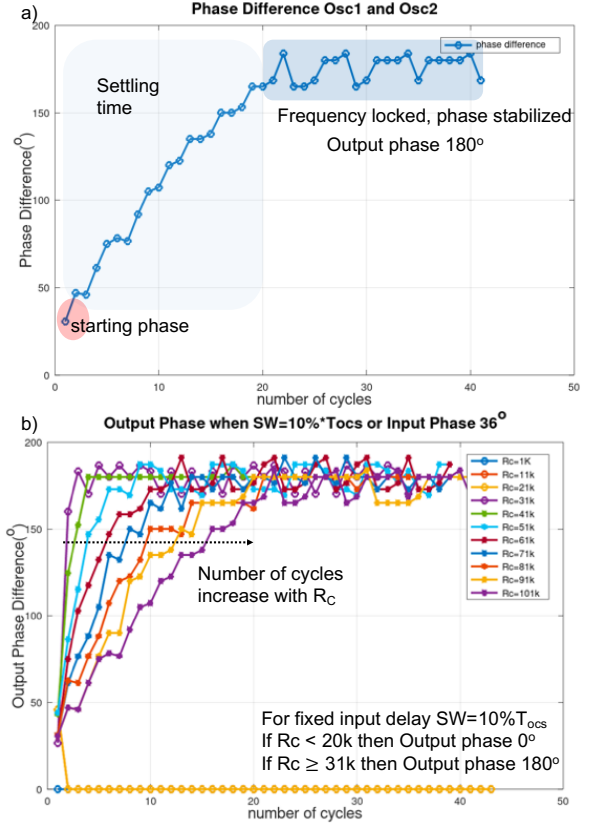 a)
Phase Difference Osc1 and Osc2
phase difference
Settling
time
Frequency locked, phase stabilized
Output phase 180°
starting phase
Phase Difference(°)
200
150
100
50
0
0 10 20 30 40 50
number of cycles
b)
Output Phase when SW=10%*Tocs or Input Phase 36°
Rc=1K
Rc=11k
Rc=21k
Rc=31k
Rc=41k
Rc=51k
Rc=61k
Rc=71k
Rc=81k
Rc=91k
Rc=101k
Number of cycles
increase with RC
For fixed input delay SW=10%Tocs
If Rc < 20k then Output phase 0°
If Rc ≥ 31k then Output phase 180°
Output Phase Difference(°)
200
150
100
50
0
0 10 20 30 40 50
number of cycles